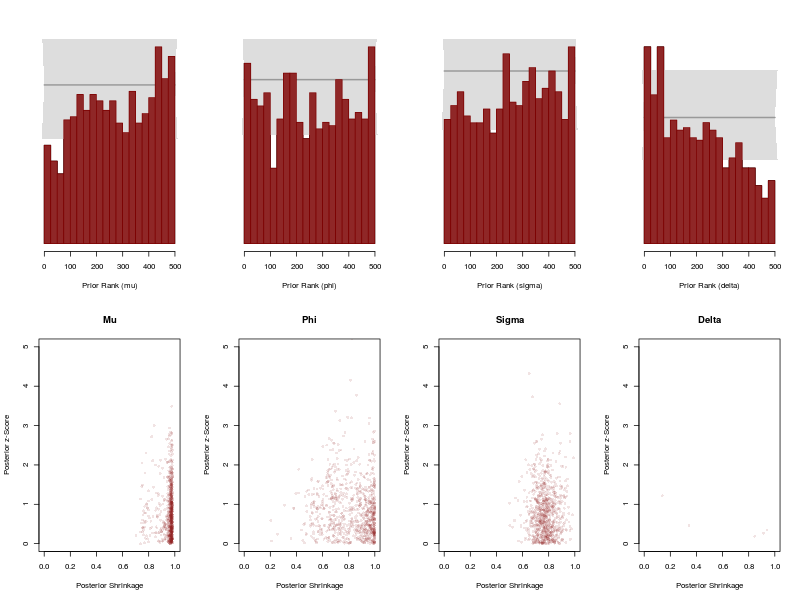 0 100 200 300 400 500
Prior Rank (mu)
0 100 200 300 400 500
Prior Rank (phi)
0 100 200 300 400 500
Prior Rank (sigma)
0 100 200 300 400 500
Prior Rank (delta)
Mu
5
4
3
2
1
0
Posterior z-Score
0.0 0.2 0.4 0.6 0.8 1.0
Posterior Shrinkage
Phi
5
4
3
2
1
0
Posterior z-Score
0.0 0.2 0.4 0.6 0.8 1.0
Posterior Shrinkage
Sigma
5
4
3
2
1
0
Posterior z-Score
0.0 0.2 0.4 0.6 0.8 1.0
Posterior Shrinkage
Delta
5
4
3
2
1
0
Posterior z-Score
0.0 0.2 0.4 0.6 0.8 1.0
Posterior Shrinkage